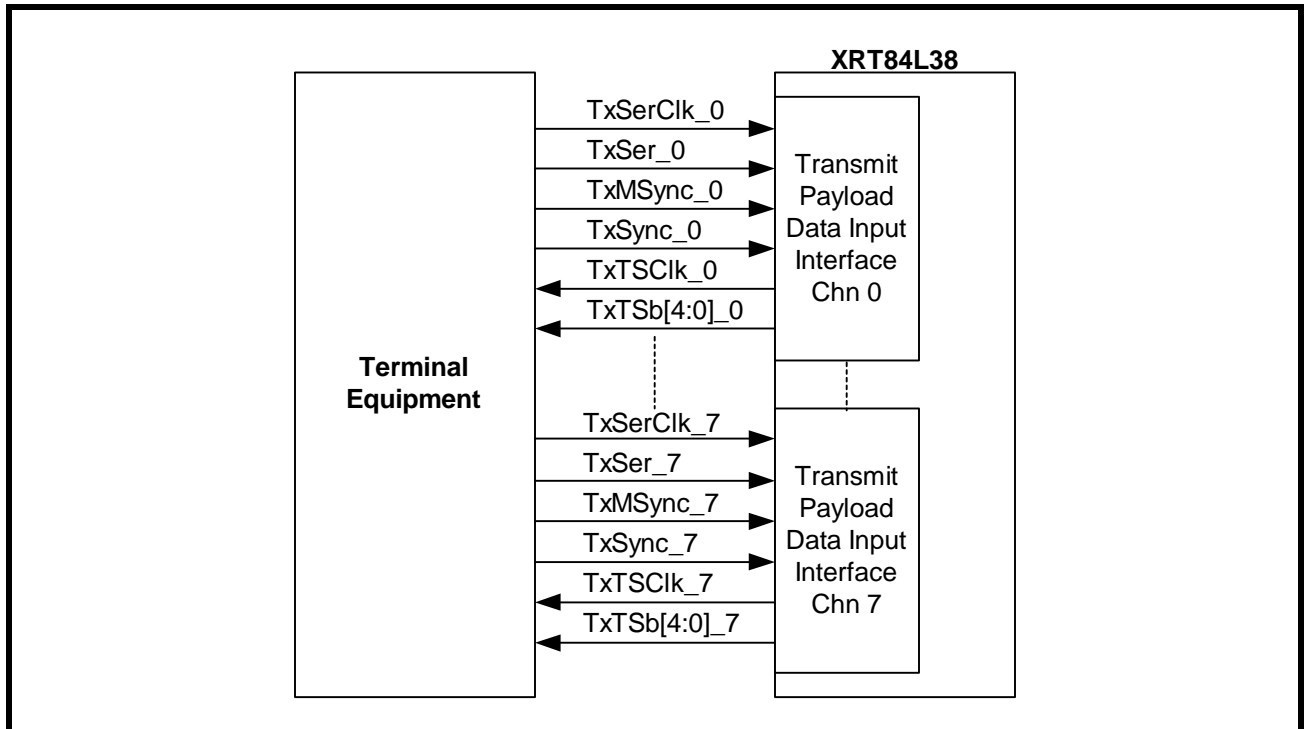 XRT84L38
TxSerClk_0
TxSer_0
TxMSync_0
TxSync_0
TxTSClk_0
TxTSb[4:0]_0
Transmit
Payload
Data Input
Interface
Chn 0
Terminal
Equipment
TxSerClk_7
TxSer_7
TxMSync_7
TxSync_7
TxTSClk_7
TxTSb[4:0]_7
Transmit
Payload
Data Input
Interface
Chn 7